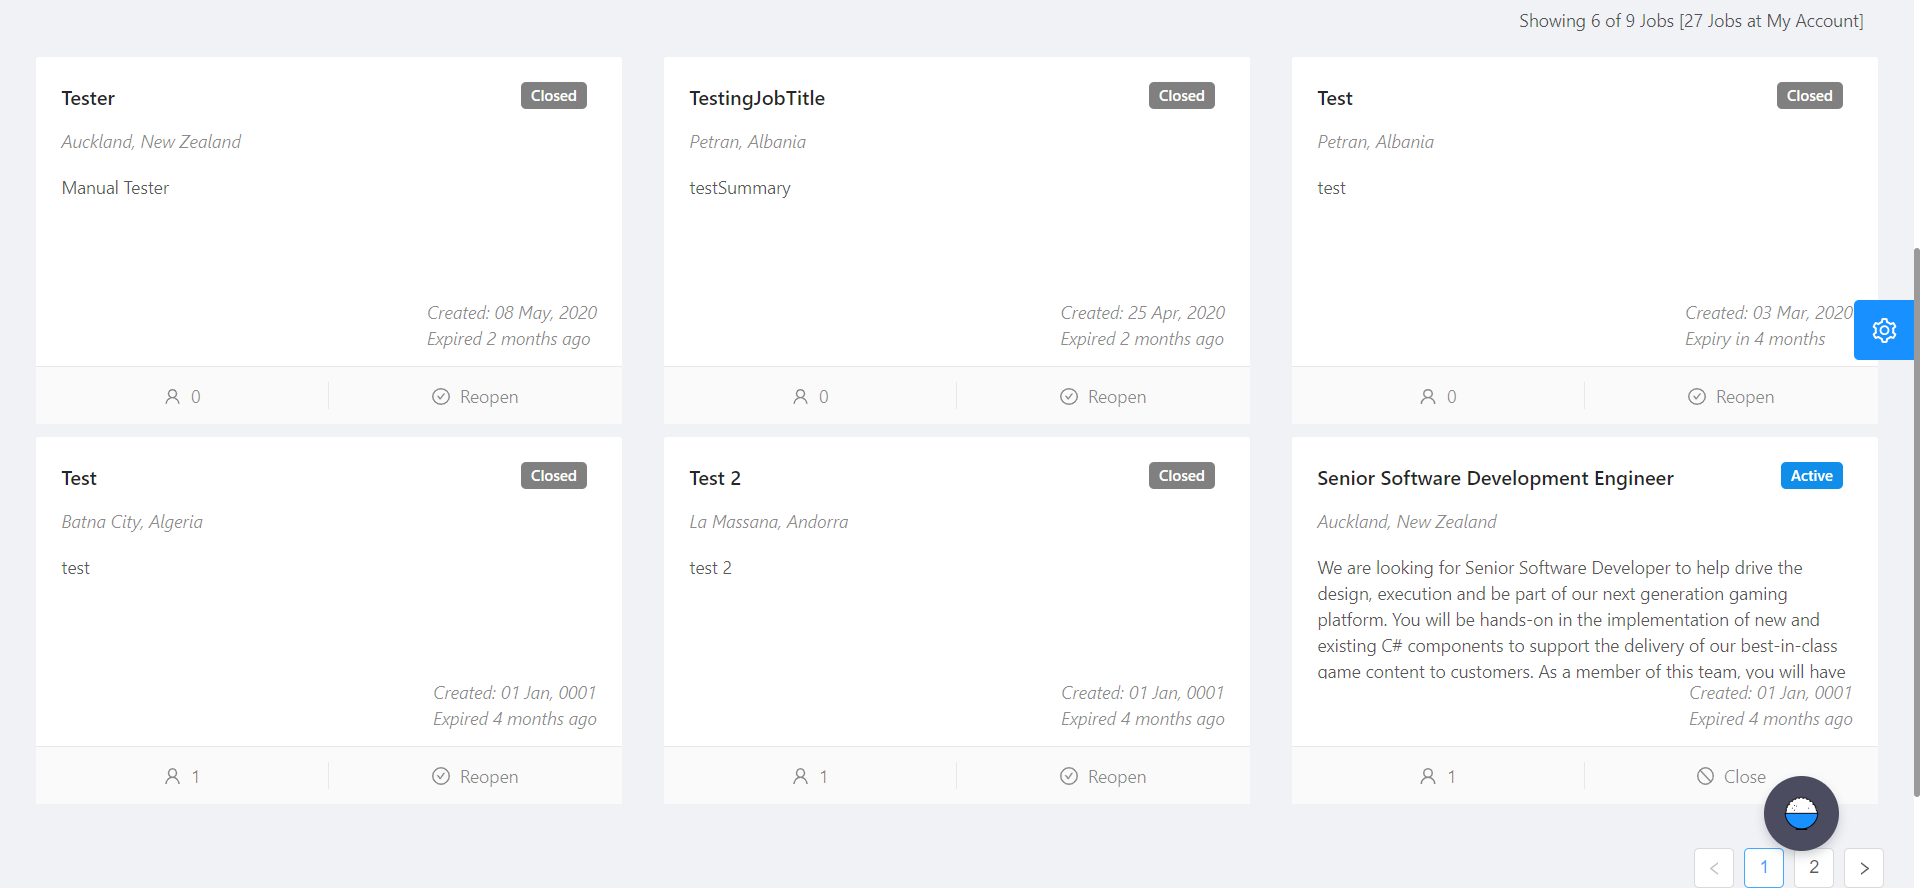 Showing 6 of 9 Jobs [27 Jobs at My Account]
Tester
Closed
Auckland, New Zealand
Manual Tester
Created: 08 May, 2020
Expired 2 months ago
0
Reopen
TestingJobTitle
Closed
Petran, Albania
testSummary
Created: 25 Apr, 2020
Expired 2 months ago
0
Reopen
Test
Closed
Petran, Albania
test
Created: 03 Mar, 2020
Expiry in 4 months
0
Reopen
Test
Closed
Batna City, Algeria
test
Created: 01 Jan, 0001
Expired 4 months ago
1
Reopen
Test 2
Closed
La Massana, Andorra
test 2
Created: 01 Jan, 0001
Expired 4 months ago
1
Reopen
Senior Software Development Engineer
Active
Auckland, New Zealand
We are looking for Senior Software Developer to help drive the
design, execution and be part of our next generation gaming
platform. You will be hands-on in the implementation of new and
existing C# components to support the delivery of our best-in-class
game content to customers. As a member of this team, you will have
Created: 01 Jan, 0001
Expired 4 months ago
1
Close
< 1 2 >